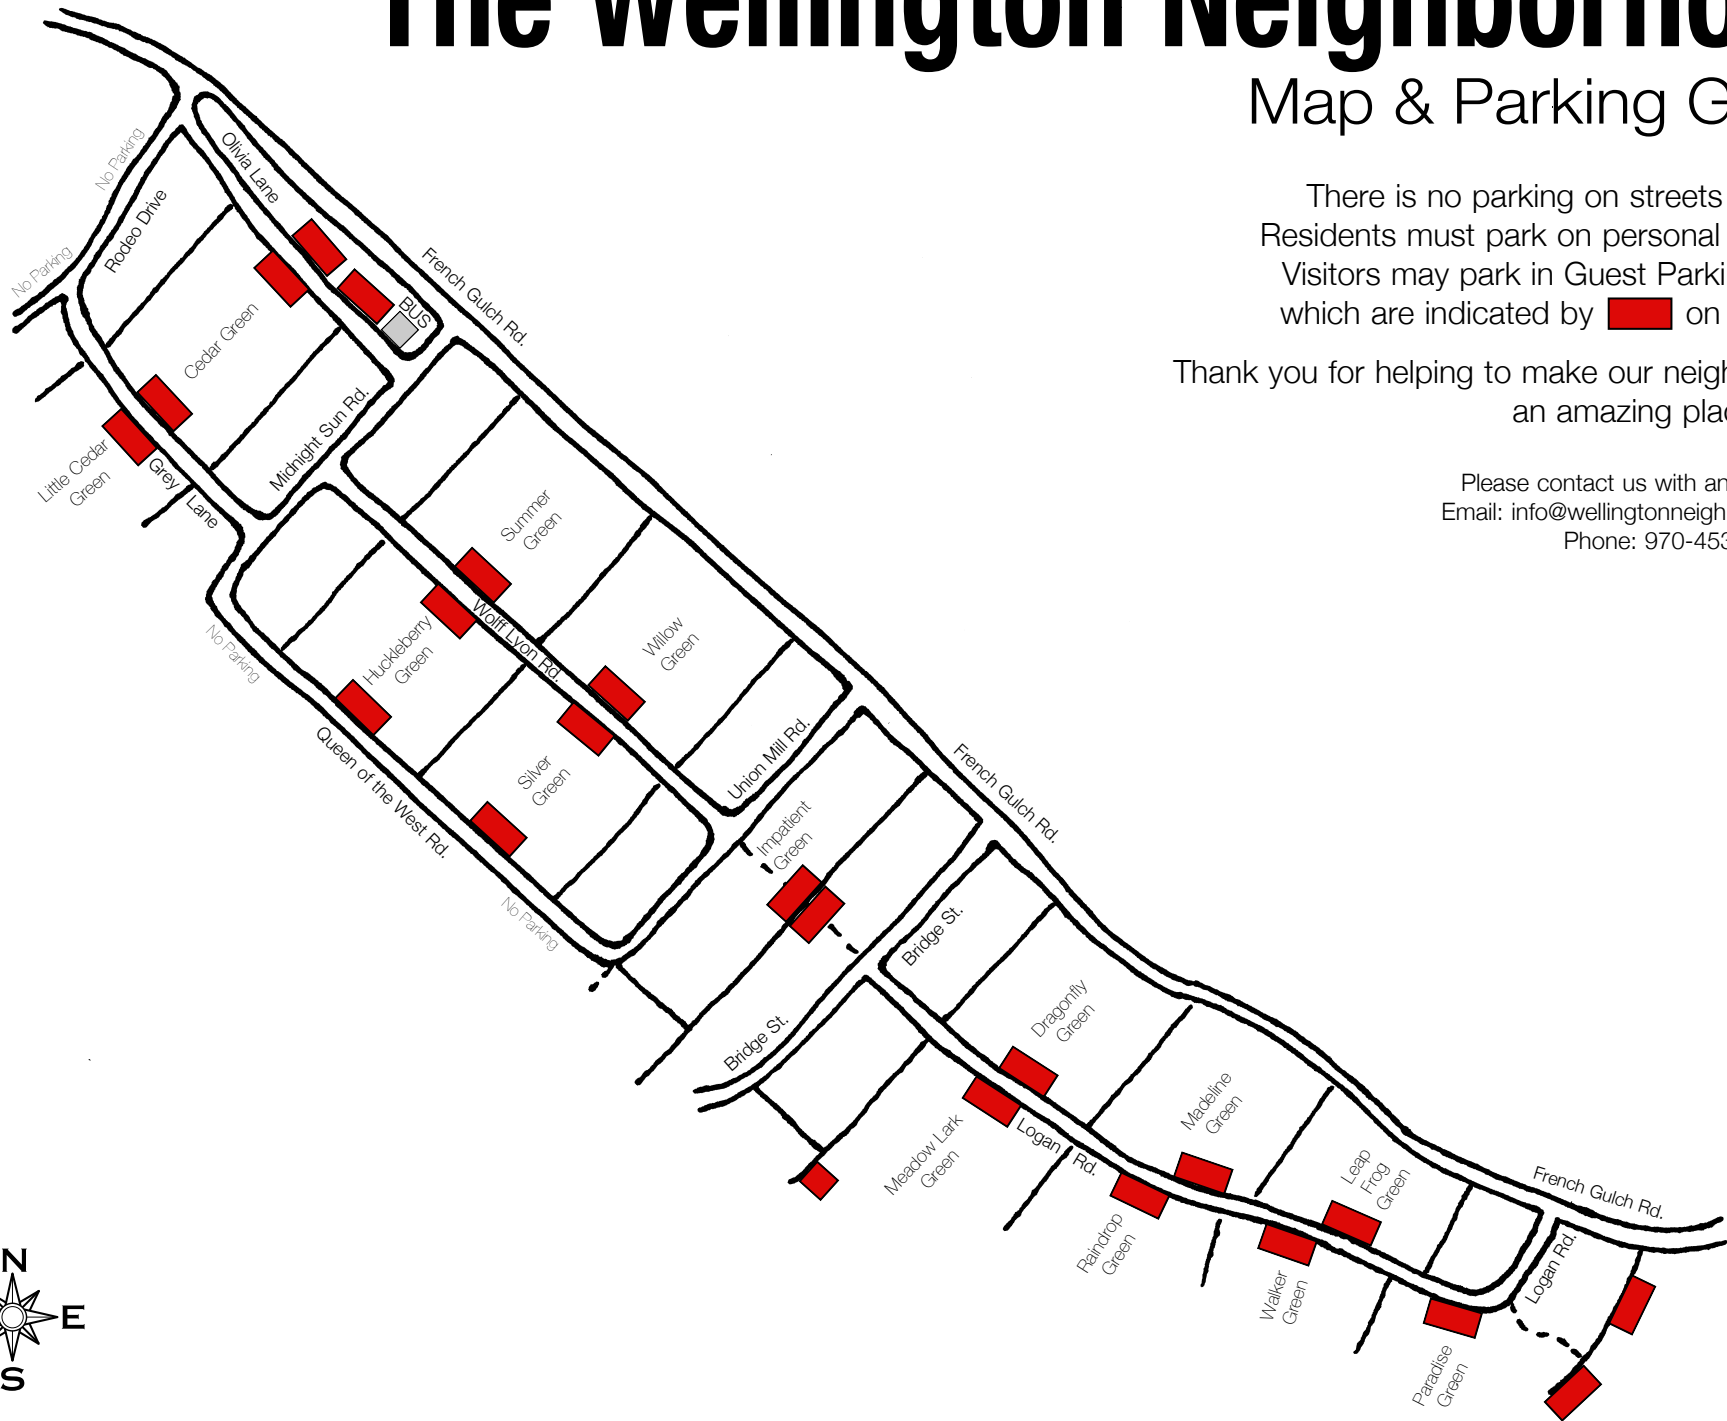 The Wellington Neighborho
Map & Parking G
There is no parking on streets
Residents must park on personal
Visitors may park in Guest Parki
which are indicated by on
Thank you for helping to make our neigh
an amazing plac
Please contact us with an
Email: info@wellingtonneigh
Phone: 970-453
No Parking
Olivia Lane
Rodeo Drive
No Parking
French Gulch Rd.
BUS
Cedar Green
Midnight Sun Rd.
Little Cedar
Green
Grey Lane
Summer
Green
Wolff Lyon Rd.
Huckleberry
Green
Willow
Green
No Parking
Queen of the West Rd.
Silver
Green
Union Mill Rd.
French Gulch Rd.
Impatient
Green
No Parking
Bridge St.
Bridge St.
Dragonfly
Green
Meadow Lark
Green
Logan Rd.
Madeline
Green
Raindrop
Green
Leap
Frog
Green
French Gulch Rd.
Logan Rd.
Walker
Green
Paradise
Green
N
E
S